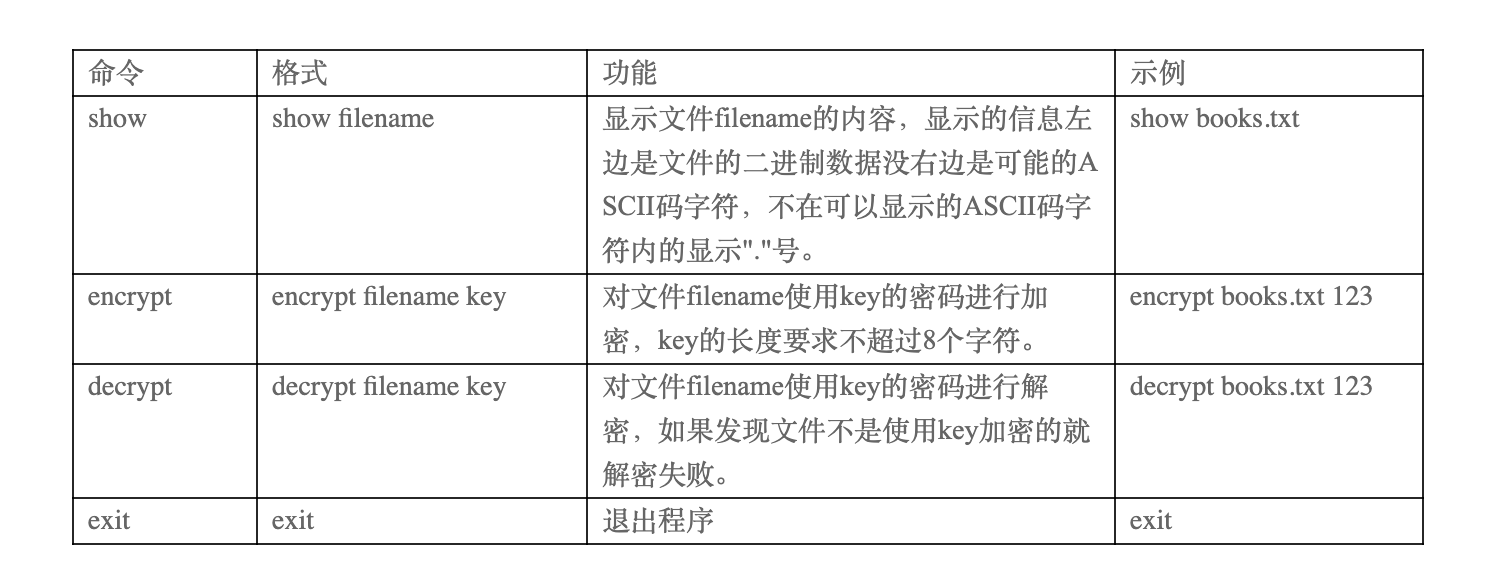 命令 格式 功能 示例
show show filename 显示文件filename的内容，显示的信息左 show books.txt
边是文件的二进制数据没右边是可能的A
SCII码字符，不在可以显示的ASCII码字
符内的显示"."号。
encrypt encrypt filename key 对文件filename使用key的密码进行加 encrypt books.txt 123
密，key的长度要求不超过8个字符。
decrypt decrypt filename key 对文件filename使用key的密码进行解 decrypt books.txt 123
密，如果发现文件不是使用key加密的就
解密失败。
exit exit 退出程序 exit